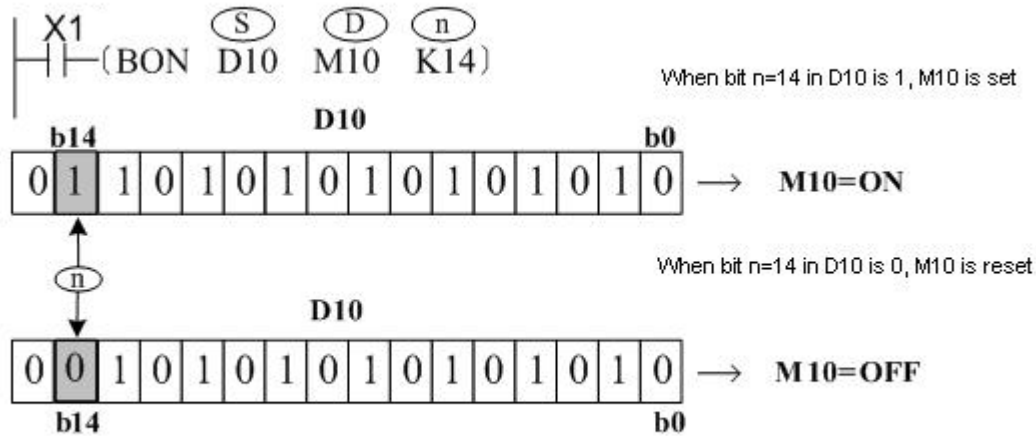 X1 S D n
(BON D10 M10 K14)
When bit n=14 in D10 is 1, M10 is set
D10
b14 b0
0 1 1 0 1 0 1 0 1 0 1 0 1 0 1 0 → M10=ON
n
When bit n=14 in D10 is 0, M10 is reset
D10
0 0 1 0 1 0 1 0 1 0 1 0 1 0 1 0 → M10=OFF
b14 b0